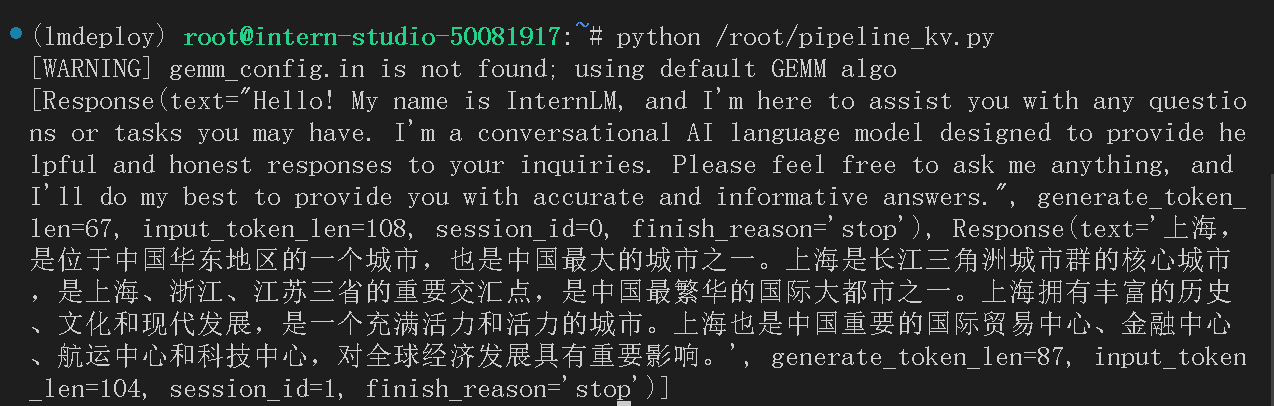 (lmdeploy) root@intern-studio-50081917:~# python /root/pipeline_kv.py
[WARNING] gemm_config.in is not found; using default GEMM algo
[Response(text="Hello! My name is InternLM, and I'm here to assist you with any questio
ns or tasks you may have. I'm a conversational AI language model designed to provide he
lpful and honest responses to your inquiries. Please feel free to ask me anything, and
I'll do my best to provide you with accurate and informative answers.", generate_token_
len=67, input_token_len=108, session_id=0, finish_reason='stop'), Response(text='上海，
是位于中国华东地区的一个城市，也是中国最大的城市之一。上海是长江三角洲城市群的核心城市
，是上海、浙江、江苏三省的重要交汇点，是中国最繁华的国际大都市之一。上海拥有丰富的历史
、文化和现代发展，是一个充满活力和活力的城市。上海也是中国重要的国际贸易中心、金融中心
、航运中心和科技中心，对全球经济发展具有重要影响。', generate_token_len=87, input_token
_len=104, session_id=1, finish_reason='stop')]